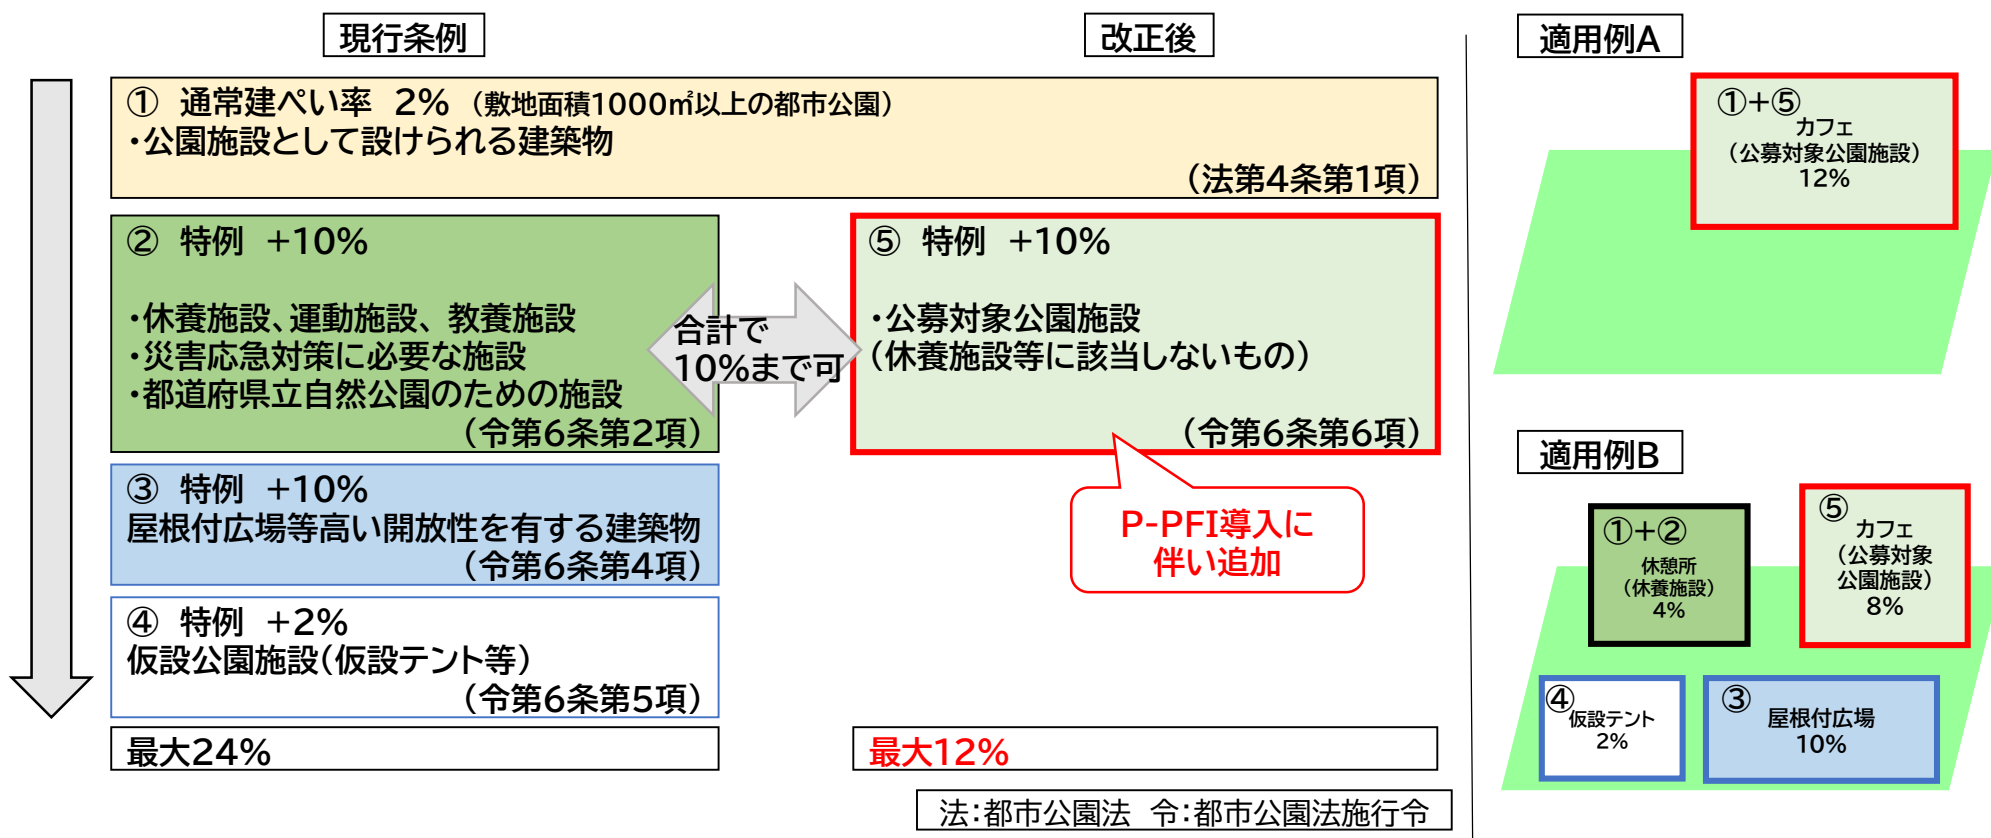 現行条例
① 通常建ぺい率 2% (敷地面積1000㎡以上の都市公園)
・公園施設として設けられる建築物
(法第4条第1項)
② 特例 +10%
・休養施設、運動施設、教養施設
・災害応急対策に必要な施設
・都道府県立自然公園のための施設
(令第6条第2項)
合計で
10%まで可
③ 特例 +10%
屋根付広場等高い開放性を有する建築物
(令第6条第4項)
④ 特例 +2%
仮設公園施設(仮設テント等)
(令第6条第5項)
最大24%
改正後
⑤ 特例 +10%
・公募対象公園施設
(休養施設等に該当しないもの)
(令第6条第6項)
P-PFI導入に
伴い追加
最大12%
法:都市公園法 令:都市公園法施行令
適用例A
①+⑤
カフェ
(公募対象公園施設)
12%
適用例B
①+②
休憩所
(休養施設)
4%
⑤
カフェ
(公募対象
公園施設)
8%
④
仮設テント
2%
③
屋根付広場
10%